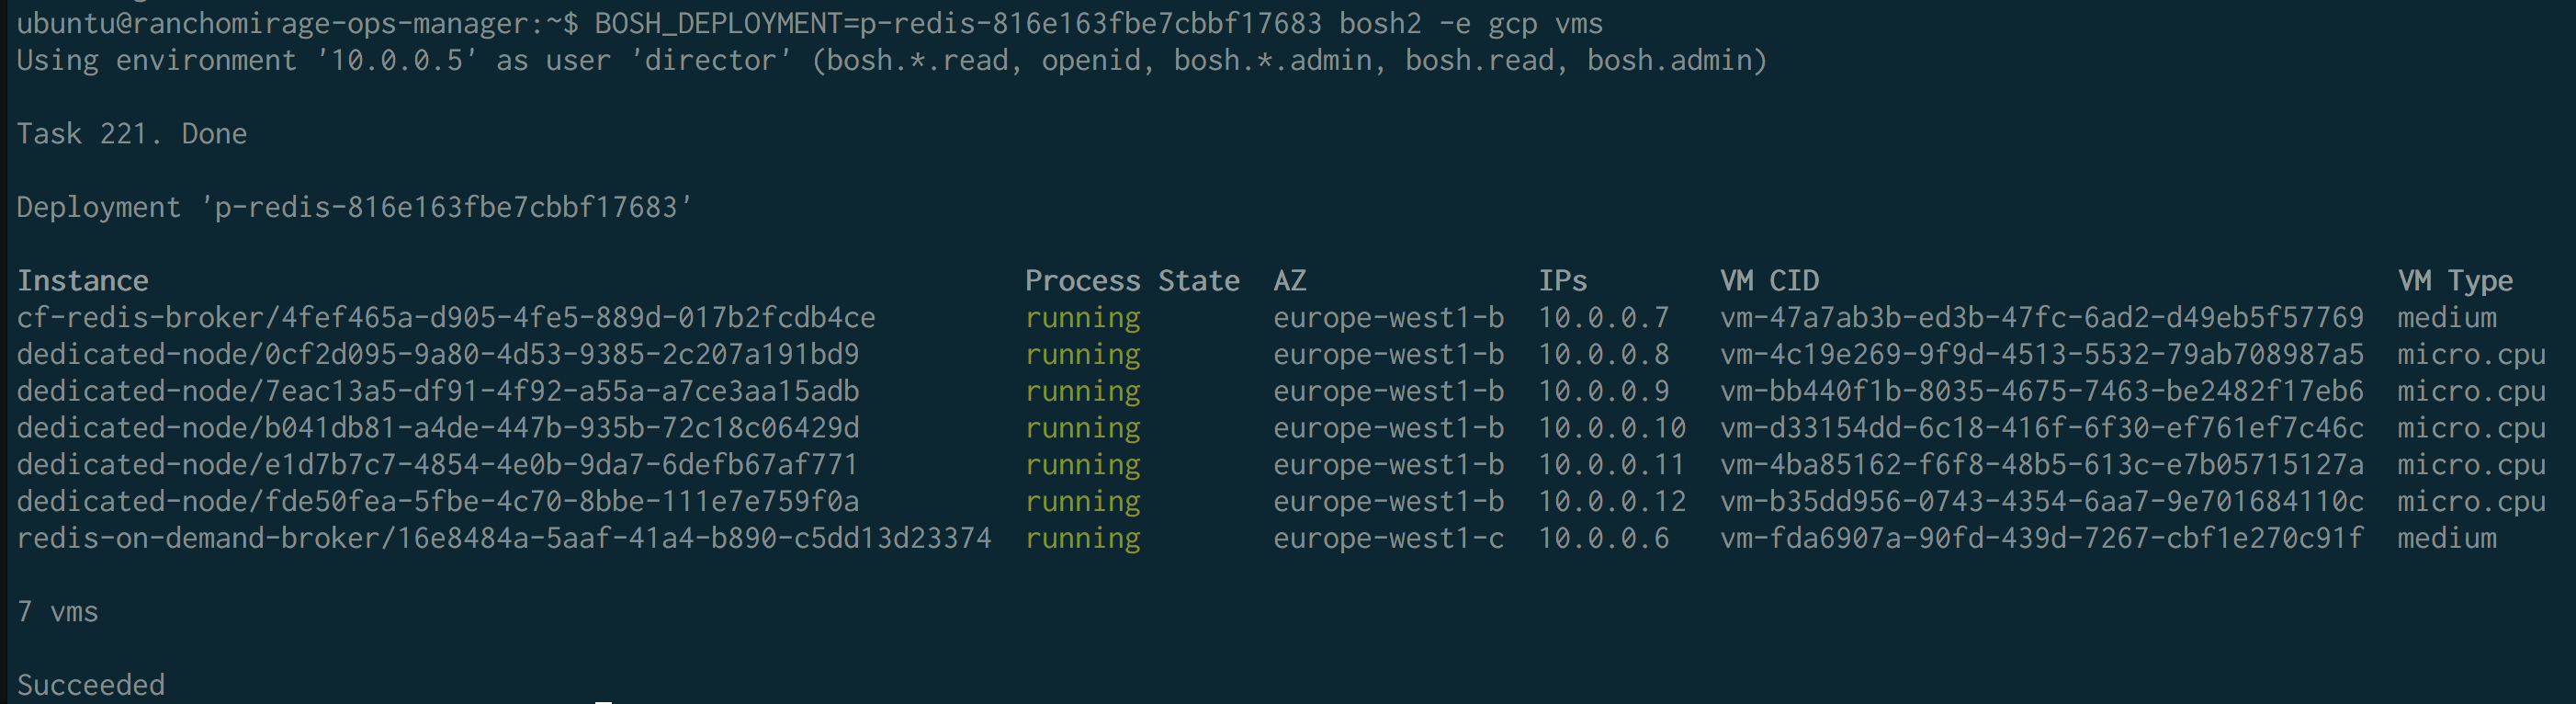 ubuntu@ranchomirage-ops-manager:~$ BOSH_DEPLOYMENT=p-redis-816e163fbe7cbbf17683 bosh2 -e gcp vms
Using environment '10.0.0.5' as user 'director' (bosh.*.read, openid, bosh.*.admin, bosh.read, bosh.admin)
Task 221. Done
Deployment 'p-redis-816e163fbe7cbbf17683'
Instance Process State AZ IPs VM CID VM Type
cf-redis-broker/4fef465a-d905-4fe5-889d-017b2fcdb4ce running europe-west1-b 10.0.0.7 vm-47a7ab3b-ed3b-47fc-6ad2-d49eb5f57769 medium
dedicated-node/0cf2d095-9a80-4d53-9385-2c207a191bd9 running europe-west1-b 10.0.0.8 vm-4c19e269-9f9d-4513-5532-79ab708987a5 micro.cpu
dedicated-node/7eac13a5-df91-4f92-a55a-a7ce3aa15adb running europe-west1-b 10.0.0.9 vm-bb440f1b-8035-4675-7463-be2482f17eb6 micro.cpu
dedicated-node/b041db81-a4de-447b-935b-72c18c06429d running europe-west1-b 10.0.0.10 vm-d33154dd-6c18-416f-6f30-ef761ef7c46c micro.cpu
dedicated-node/e1d7b7c7-4854-4e0b-9da7-6defb67af771 running europe-west1-b 10.0.0.11 vm-4ba85162-f6f8-48b5-613c-e7b05715127a micro.cpu
dedicated-node/fde50fea-5fbe-4c70-8bbe-111e7e759f0a running europe-west1-b 10.0.0.12 vm-b35dd956-0743-4354-6aa7-9e701684110c micro.cpu
redis-on-demand-broker/16e8484a-5aaf-41a4-b890-c5dd13d23374 running europe-west1-c 10.0.0.6 vm-fda6907a-90fd-439d-7267-cbf1e270c91f medium
7 vms
Succeeded